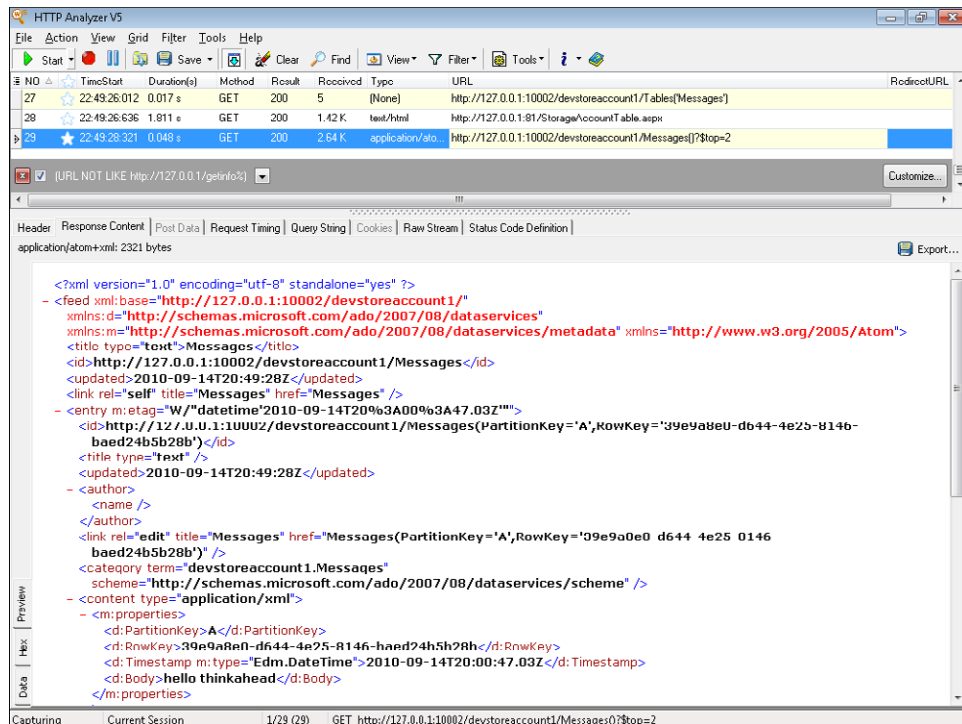 HTTP Analyzer V5
File Action View Grid Filter Tools Help
Start Save Clear Find View Filter Tools
NO TimeStart Duration(s) Method Result Received Type URL RedirectURL
27 22:49:26:012 0.017 s GET 200 5 (None) http://127.0.0.1:10002/devstoreaccount1/Tables('Messages')
28 22:49:26:636 1.811 s GET 200 1.42 K text/html http://127.0.0.1:81/StorageAccountTable.aspx
29 22:49:28:321 0.048 s GET 200 2.64 K application/ato... http://127.0.0.1:10002/devstoreaccount1/Messages()?$top=2
(URL NOT LIKE http://127.0.0.1/getinfo%) Customize...
Header Response Content Post Data Request Timing Query String Cookies Raw Stream Status Code Definition
application/atom+xml: 2321 bytes Export...
<?xml version="1.0" encoding="utf-8" standalone="yes" ?>
- <feed xml:base="http://127.0.0.1:10002/devstoreaccount1/"
xmlns:d="http://schemas.microsoft.com/ado/2007/08/dataservices"
xmlns:m="http://schemas.microsoft.com/ado/2007/08/dataservices/metadata" xmlns="http://www.w3.org/2005/Atom">
<title type="text">Messages</title>
<id>http://127.0.0.1:10002/devstoreaccount1/Messages</id>
<updated>2010-09-14T20:49:28Z</updated>
<link rel="self" title="Messages" href="Messages" />
- <entry m:etag="W/"datetime'2010-09-14T20%3A00%3A47.03Z'"">
<id>http://127.0.0.1:10002/devstoreaccount1/Messages(PartitionKey='A',RowKey='39e9a8e0-d644-4e25-8146-
baed24b5b28b')</id>
<title type="text" />
<updated>2010-09-14T20:49:28Z</updated>
- <author>
<name />
</author>
<link rel="edit" title="Messages" href="Messages(PartitionKey='A',RowKey='39e9a8e0-d644-4e25-8146-
baed24b5b28b')" />
<category term="devstoreaccount1.Messages"
scheme="http://schemas.microsoft.com/ado/2007/08/dataservices/scheme" />
- <content type="application/xml">
- <m:properties>
<d:PartitionKey>A</d:PartitionKey>
<d:RowKey>39e9a8e0-d644-4e25-8146-baed24b5b28b</d:RowKey>
<d:Timestamp m:type="Edm.DateTime">2010-09-14T20:00:47.03Z</d:Timestamp>
<d:Body>hello thinkahead</d:Body>
</m:properties>
Preview
Hex
Data
Capturing Current Session 1/29 (29) GET http://127.0.0.1:10002/devstoreaccount1/Messages()?$top=2